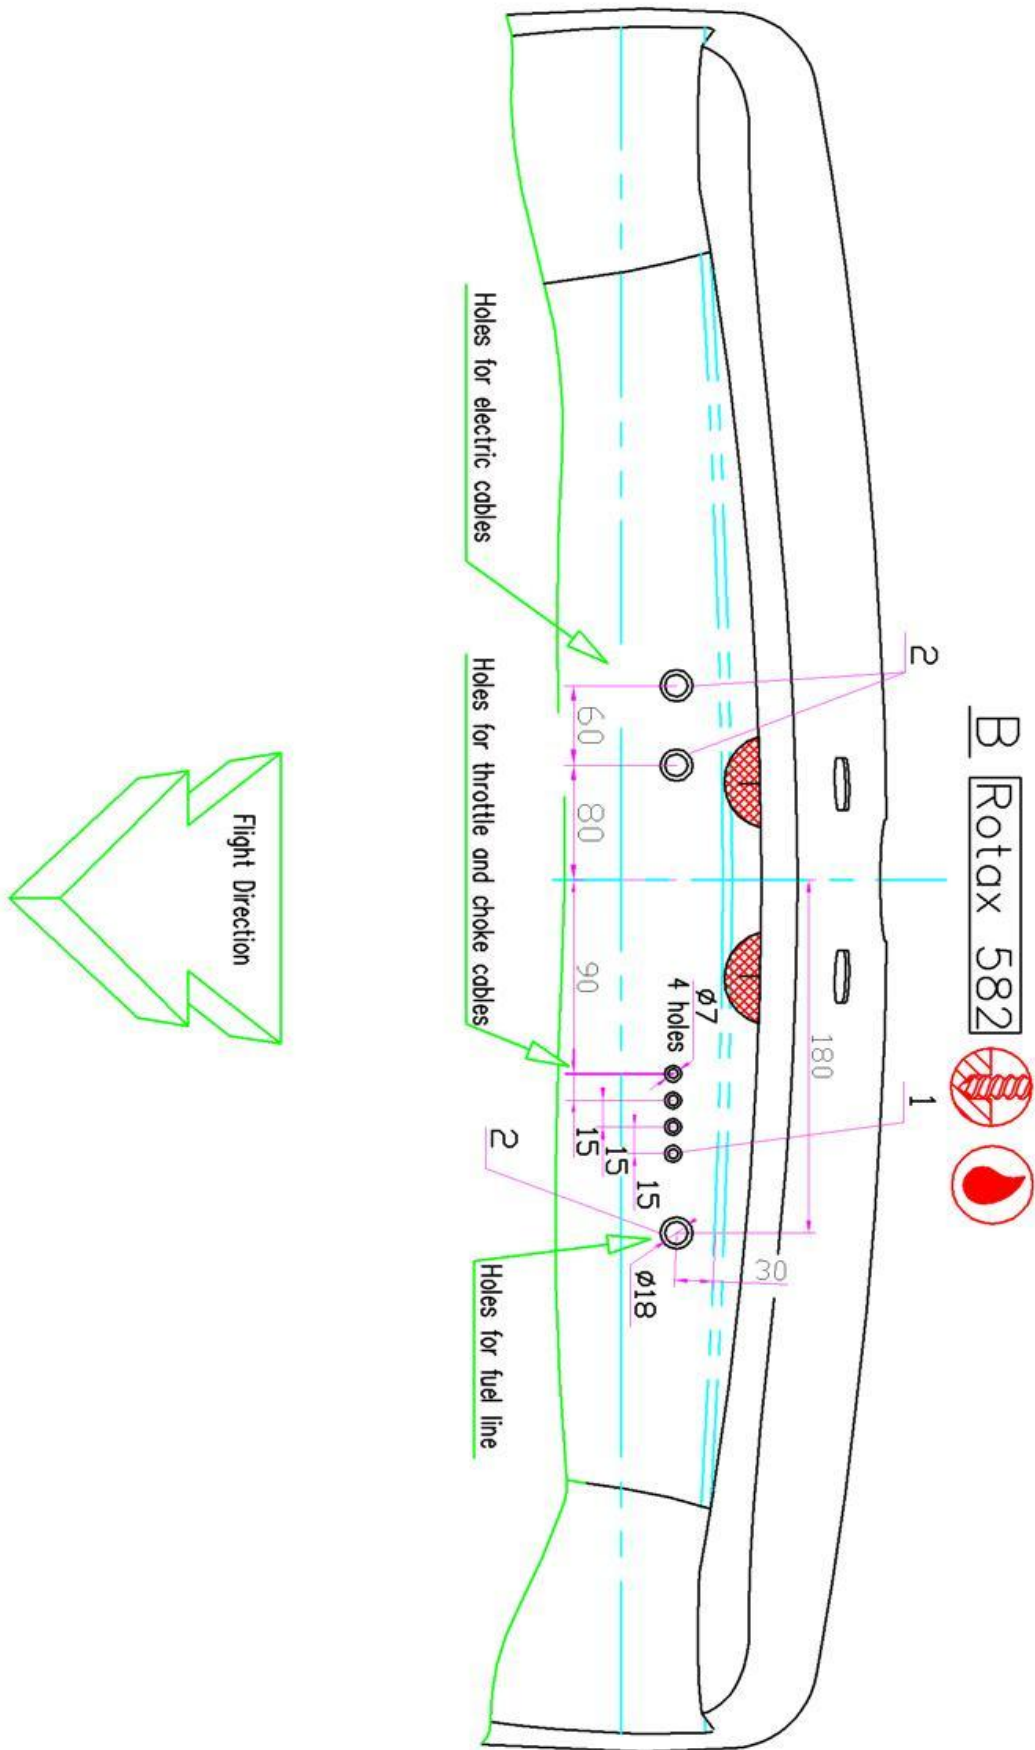 B Rotax 582
2
1
180
60
80
90
Ø7
4 holes
15
15
15
30
Ø18
2
Holes for electric cables
Holes for throttle and choke cables
Holes for fuel line
Flight Direction